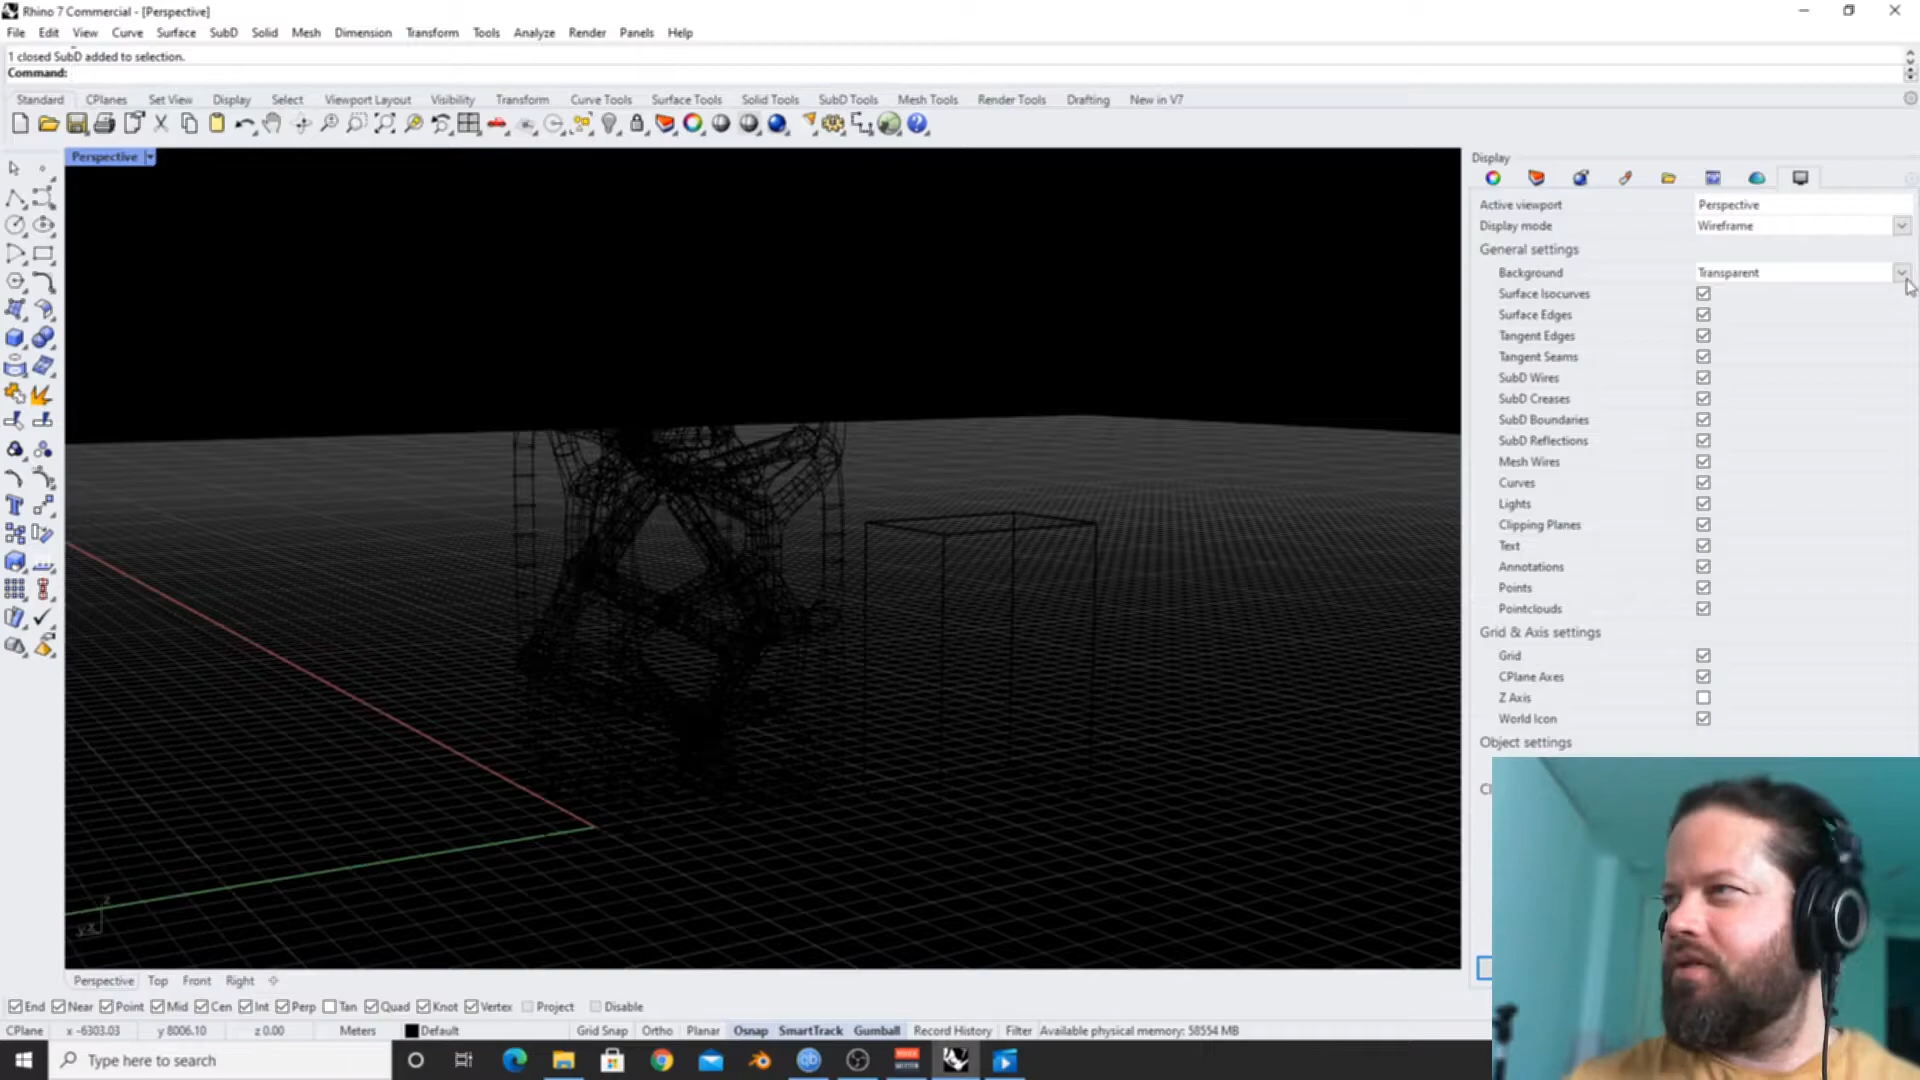 Rhino 7 Commercial - [Perspective]
File Edit View Curve Surface SubD Solid Mesh Dimension Transform Tools Analyze Render Panels Help
1 closed SubD added to selection.
Command:
Standard CPlanes Set View Display Select Viewport Layout Visibility Transform Curve Tools Surface Tools Solid Tools SubD Tools Mesh Tools Render Tools Drafting New in V7
Perspective
Display
Active viewport Perspective
Display mode Wireframe
General settings
Background Transparent
Surface Isocurves
Surface Edges
Tangent Edges
Tangent Seams
SubD Wires
SubD Creases
SubD Boundaries
SubD Reflections
Mesh Wires
Curves
Lights
Clipping Planes
Text
Annotations
Points
Pointclouds
Grid & Axis settings
Grid
CPlane Axes
Z Axis
World Icon
Object settings
z
y x
Perspective Top Front Right
End Near Point Mid Cen Int Perp Tan Quad Knot Vertex Project Disable
CPlane x -6303.03 y 8006.10 z 0.00 Meters Default Grid Snap Ortho Planar Osnap SmartTrack Gumball Record History Filter Available physical memory: 58554 MB
Type here to search